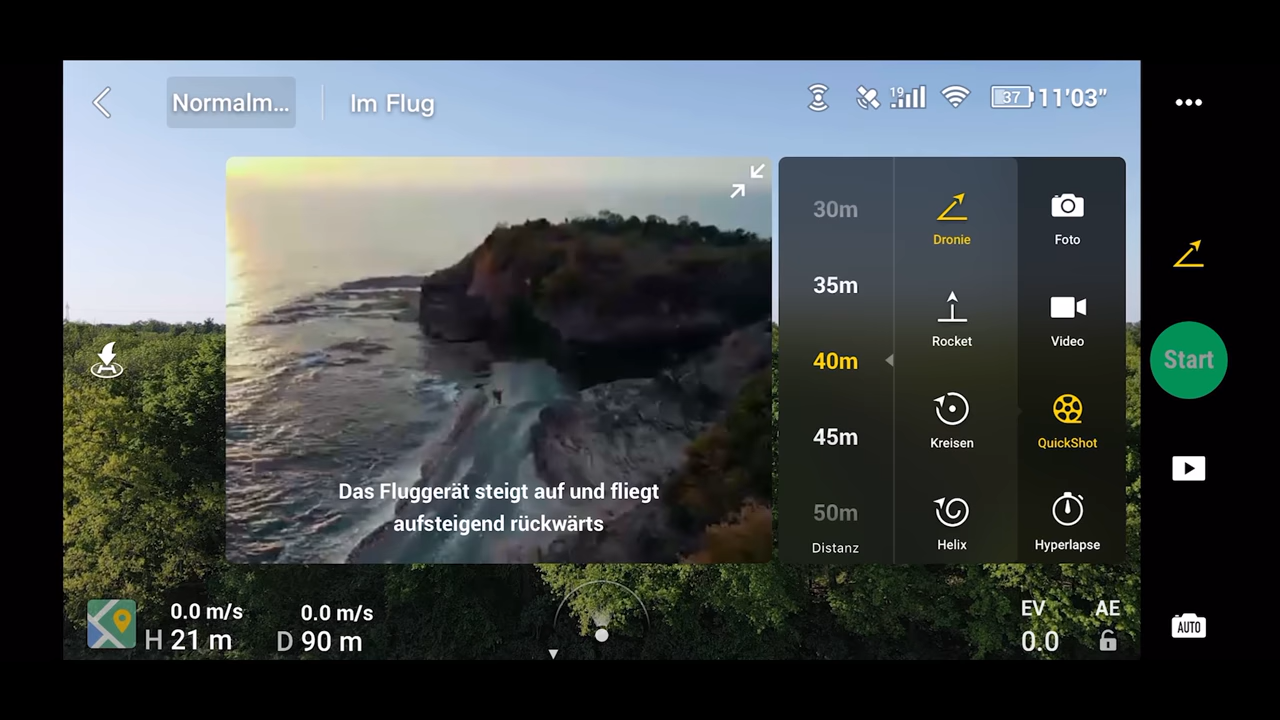 Normalm...
Im Flug
19
37
11'03"
30m
35m
40m
45m
50m
Distanz
Dronie
Rocket
Kreisen
Helix
Foto
Video
QuickShot
Hyperlapse
Start
Das Fluggerät steigt auf und fliegt
aufsteigend rückwärts
0.0 m/s
0.0 m/s
H 21 m
D 90 m
EV
AE
0.0
AUTO